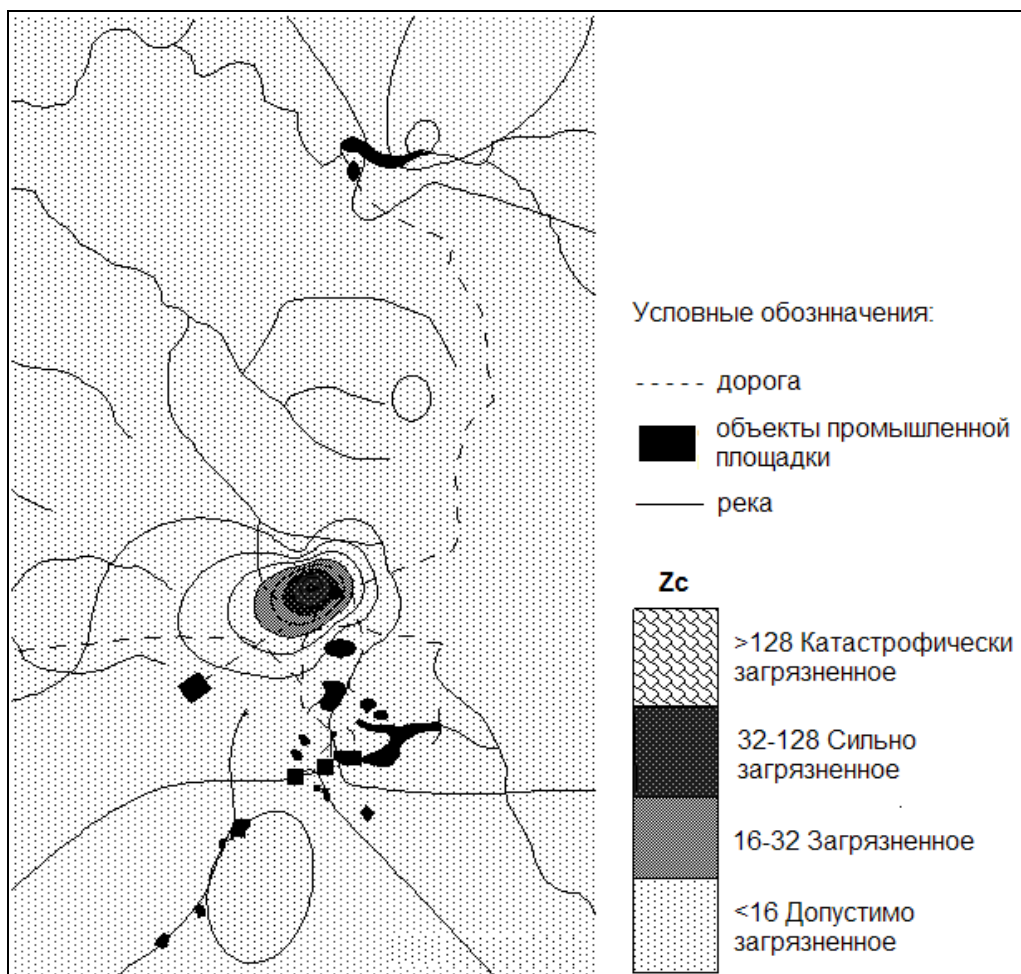 Условные обознначения:
дорога
объекты промышленной
площадки
река
Zc
>128 Катастрофически
загрязненное
32-128 Сильно
загрязненное
16-32 Загрязненное
<16 Допустимо
загрязненное